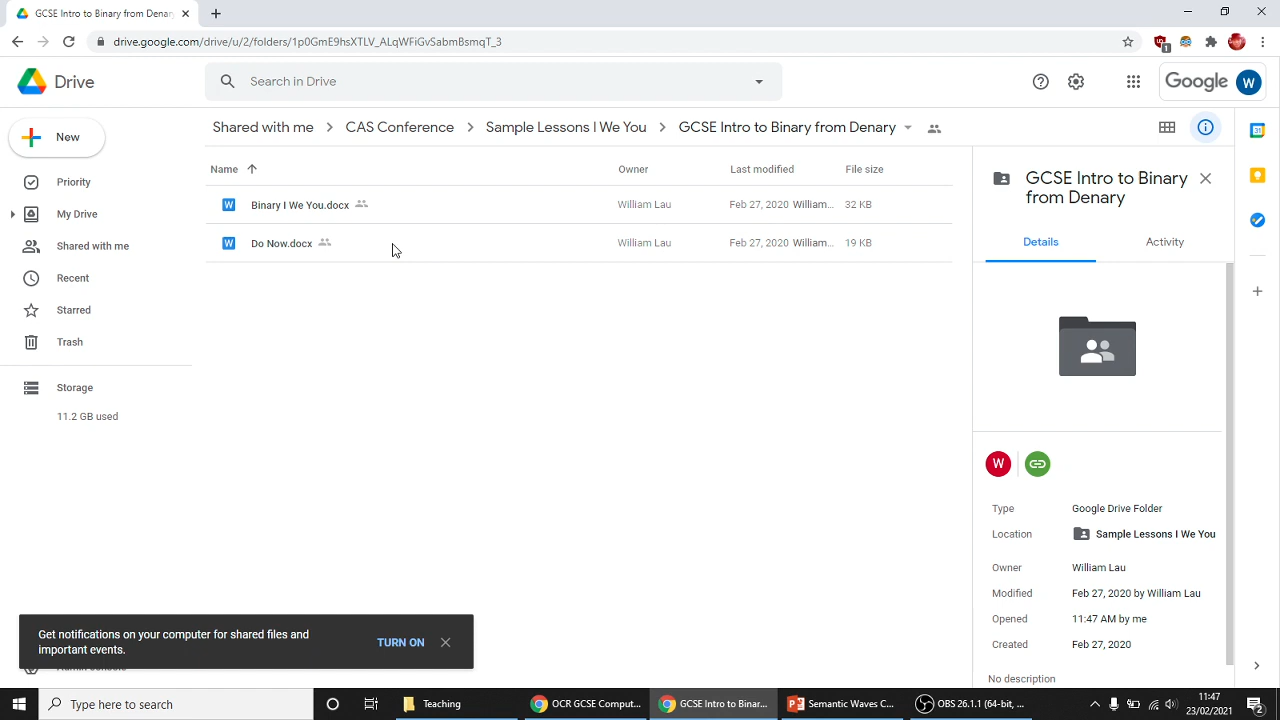 GCSE Intro to Binary from Denary
drive.google.com/drive/u/2/folders/1p0GmE9hsXTLV_ALqWFiGvSabm8smqT_3
1
Drive
Search in Drive
Google
W
New
Shared with me
CAS Conference
Sample Lessons I We You
GCSE Intro to Binary from Denary
Name
Owner
Last modified
File size
Binary I We You.docx
William Lau
Feb 27, 2020 William...
32 KB
Do Now.docx
William Lau
Feb 27, 2020 William...
19 KB
Priority
My Drive
Shared with me
Recent
Starred
Trash
Storage
11.2 GB used
GCSE Intro to Binary
from Denary
Details
Activity
31
W
Type
Google Drive Folder
Location
Sample Lessons I We You
Owner
William Lau
Modified
Feb 27, 2020 by William Lau
Opened
11:47 AM by me
Created
Feb 27, 2020
No description
Get notifications on your computer for shared files and
important events.
TURN ON
Type here to search
Teaching
OCR GCSE Comput...
GCSE Intro to Binar...
Semantic Waves C...
OBS 26.1.1 (64-bit, ...
11:47
23/02/2021
2